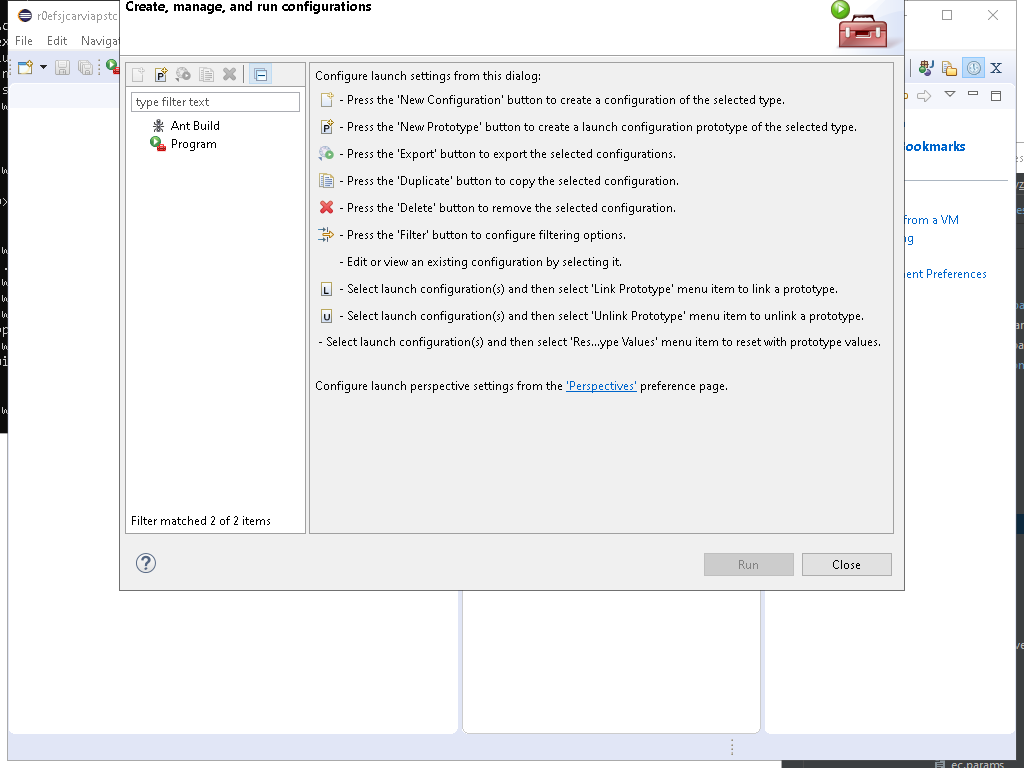 Create, manage, and run configurations
r0efsjcarviapstc
File Edit Navigat
type filter text
Ant Build
Program
Filter matched 2 of 2 items
Configure launch settings from this dialog:
- Press the 'New Configuration' button to create a configuration of the selected type.
- Press the 'New Prototype' button to create a launch configuration prototype of the selected type.
- Press the 'Export' button to export the selected configurations.
- Press the 'Duplicate' button to copy the selected configuration.
- Press the 'Delete' button to remove the selected configuration.
- Press the 'Filter' button to configure filtering options.
- Edit or view an existing configuration by selecting it.
L - Select launch configuration(s) and then select 'Link Prototype' menu item to link a prototype.
U - Select launch configuration(s) and then select 'Unlink Prototype' menu item to unlink a prototype.
- Select launch configuration(s) and then select 'Res...ype Values' menu item to reset with prototype values.
Configure launch perspective settings from the 'Perspectives' preference page.
Run
Close
ookmarks
from a VM
ng
ent Preferences
ec.params